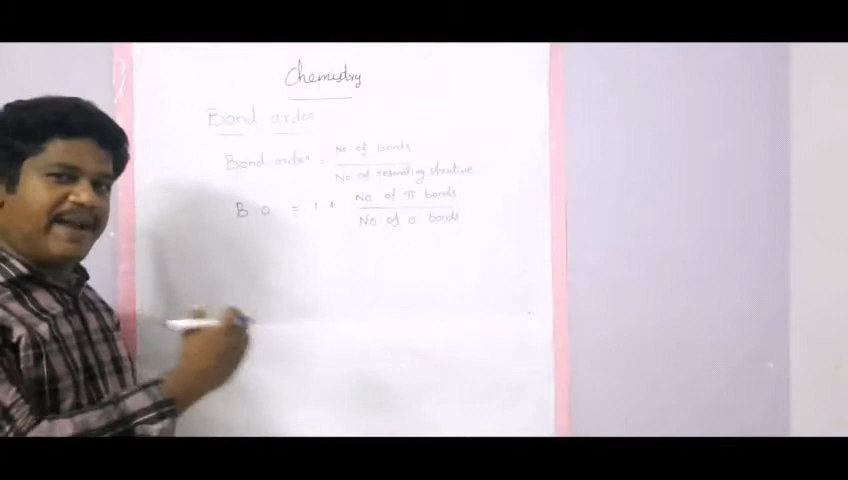 Chemistry
Bond order
Bond order = No of bonds
No of resonating structure
B.O = 1 + No of π bonds
No of σ bonds